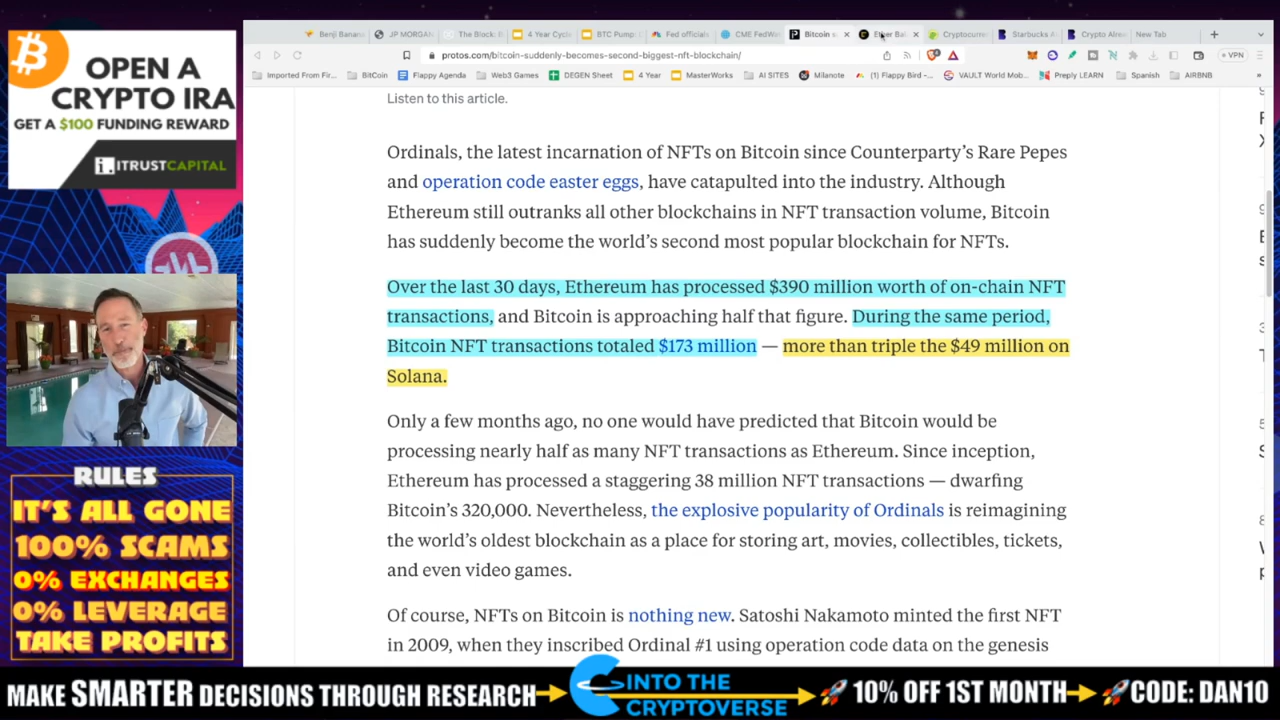 OPEN A
CRYPTO IRA
GET A $100 FUNDING REWARD
ITRUSTCAPITAL
RULES
IT'S ALL GONE
100% SCAMS
0% EXCHANGES
0% LEVERAGE
TAKE PROFITS
Benji Banana
JP MORGAN
The Block:
4 Year Cycle
BTC Pump
Fed officials
CME FedWat
Bitcoin s
Ether Bal
Cryptocurre
Starbucks A
Crypto Alrea
New Tab
protos.com/bitcoin-suddenly-becomes-second-biggest-nft-blockchain/
VPN
Imported From Fir...
BitCoin
Flappy Agenda
Web3 Games
DEGEN Sheet
4 Year
MasterWorks
AI SITES
Milanote
(1) Flappy Bird –...
VAULT World Mob...
Preply LEARN
Spanish
AIRBNB
Listen to this article.
Ordinals, the latest incarnation of NFTs on Bitcoin since Counterparty's Rare Pepes
and operation code easter eggs, have catapulted into the industry. Although
Ethereum still outranks all other blockchains in NFT transaction volume, Bitcoin
has suddenly become the world's second most popular blockchain for NFTs.
Over the last 30 days, Ethereum has processed $390 million worth of on-chain NFT
transactions, and Bitcoin is approaching half that figure. During the same period,
Bitcoin NFT transactions totaled $173 million — more than triple the $49 million on
Solana.
Only a few months ago, no one would have predicted that Bitcoin would be
processing nearly half as many NFT transactions as Ethereum. Since inception,
Ethereum has processed a staggering 38 million NFT transactions — dwarfing
Bitcoin's 320,000. Nevertheless, the explosive popularity of Ordinals is reimagining
the world's oldest blockchain as a place for storing art, movies, collectibles, tickets,
and even video games.
Of course, NFTs on Bitcoin is nothing new. Satoshi Nakamoto minted the first NFT
in 2009, when they inscribed Ordinal #1 using operation code data on the genesis
MAKE SMARTER DECISIONS THROUGH RESEARCH
INTO THE
CRYPTOVERSE
10% OFF 1ST MONTH
CODE: DAN10